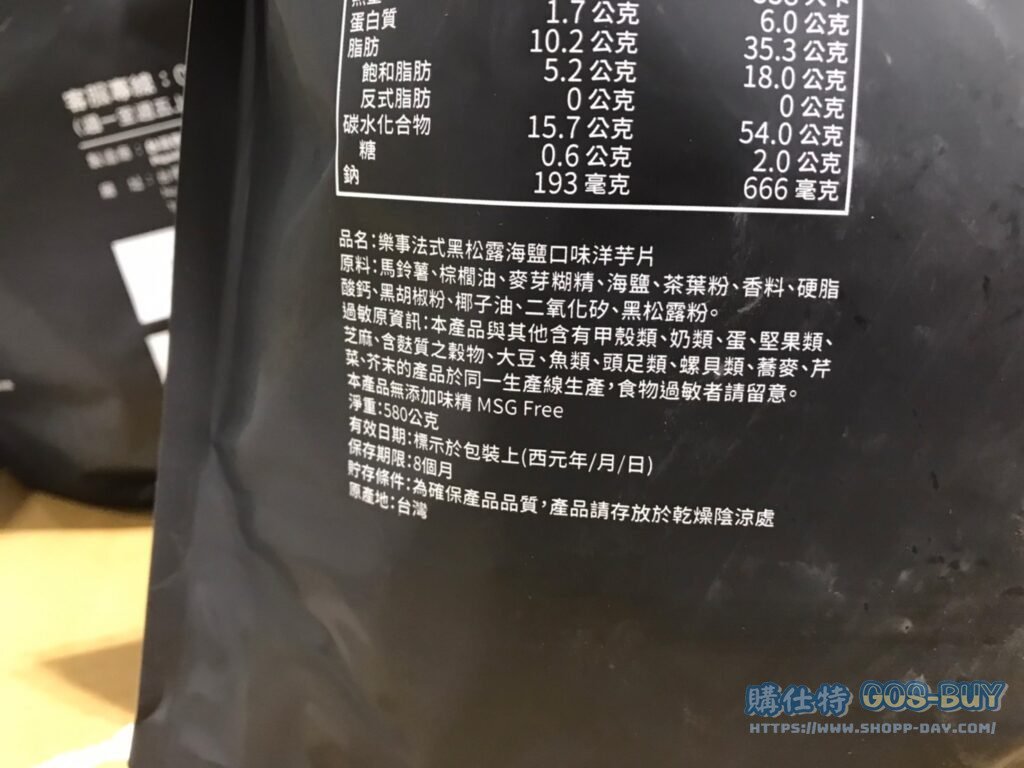 蛋白質 1.7 公克 6.0 公克
脂肪 10.2 公克 35.3 公克
飽和脂肪 5.2 公克 18.0 公克
反式脂肪 0 公克 0 公克
碳水化合物 15.7 公克 54.0 公克
糖 0.6 公克 2.0 公克
鈉 193 毫克 666 毫克
品名:樂事法式黑松露海鹽口味洋芋片
原料:馬鈴薯、棕櫚油、麥芽糊精、海鹽、茶葉粉、香料、硬脂
酸鈣、黑胡椒粉、椰子油、二氧化矽、黑松露粉。
過敏原資訊:本產品與其他含有甲殼類、奶類、蛋、堅果類、
芝麻、含麩質之穀物、大豆、魚類、頭足類、螺貝類、蕎麥、芹
菜、芥末的產品於同一生產線生產,食物過敏者請留意。
本產品無添加味精 MSG Free
淨重:580公克
有效日期:標示於包裝上(西元年/月/日)
保存期限:8個月
貯存條件:為確保產品品質,產品請存放於乾燥陰涼處
原產地:台灣
購仕特 GOS-BUY
HTTPS://WWW.SHOPP-DAY.COM/